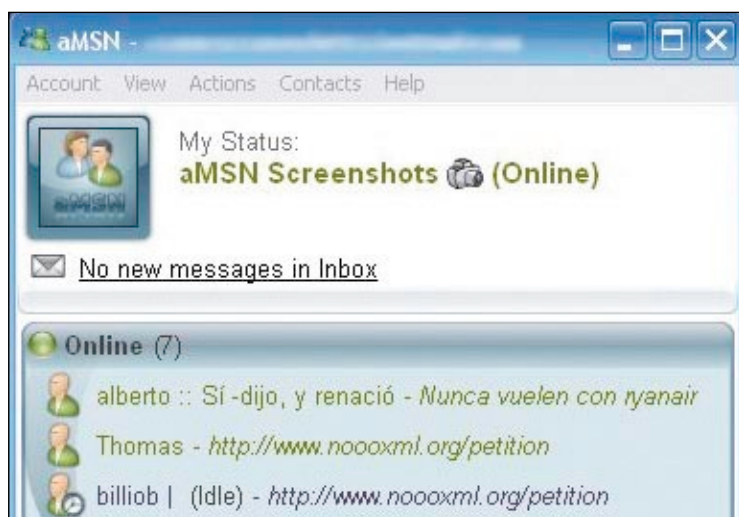 aMSN -
Account View Actions Contacts Help
My Status:
aMSN Screenshots (Online)
aMSN
No new messages in Inbox
Online (7)
alberto :: Sí -dijo, y renació - Nunca vuelen con ryanair
Thomas - http://www.noooxml.org/petition
billiob | (Idle) - http://www.noooxml.org/petition